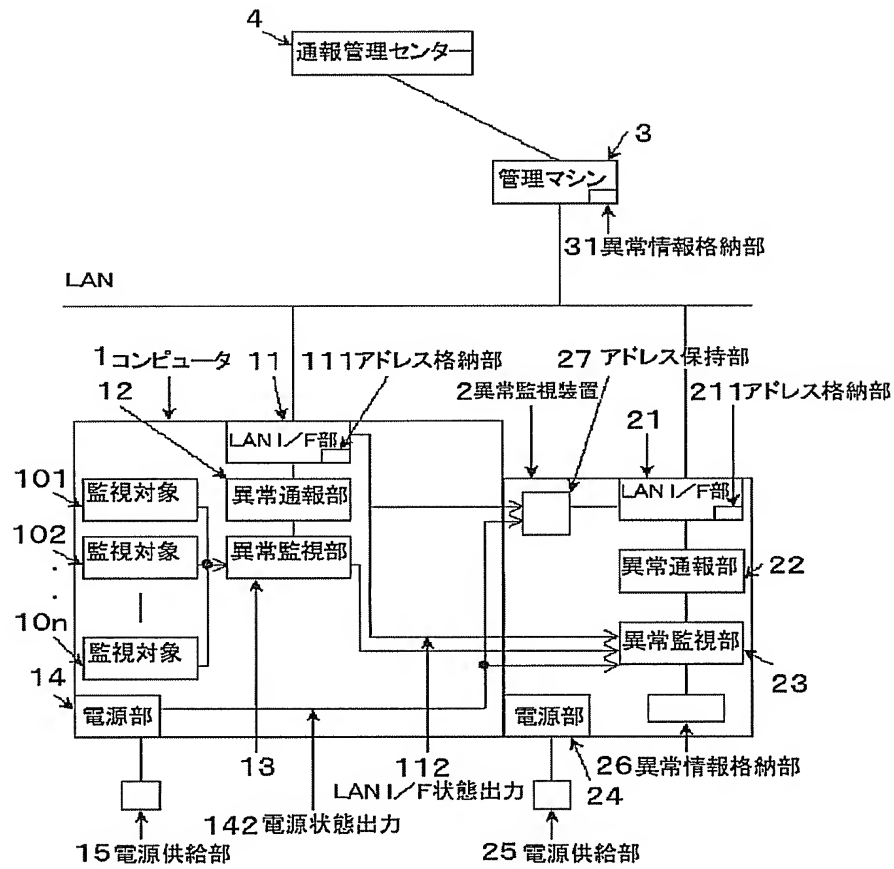 4
通報管理センター
3
管理マシン
31異常情報格納部
LAN
1コンピュータ
11
111アドレス格納部
27アドレス保持部
12
2異常監視装置
211アドレス格納部
21
LAN I/F部
LAN I/F部
101
監視対象
異常通報部
102
監視対象
異常監視部
異常通報部
22
10n
監視対象
異常監視部
23
14
電源部
電源部
13
112
LAN I/F状態出力
24
26異常情報格納部
142電源状態出力
15電源供給部
25電源供給部